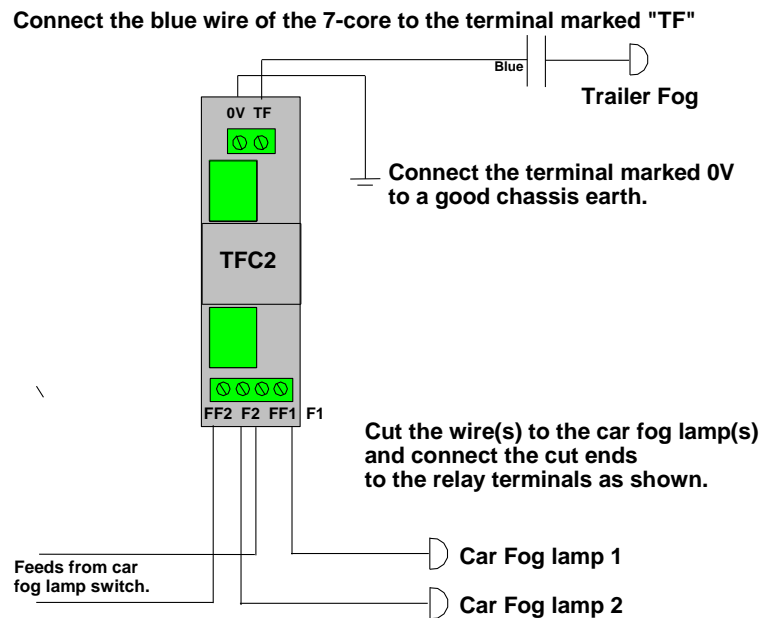 Connect the blue wire of the 7-core to the terminal marked "TF"
Blue
Trailer Fog
0V TF
Connect the terminal marked 0V
to a good chassis earth.
TFC2
FF2 F2 FF1 F1
Cut the wire(s) to the car fog lamp(s)
and connect the cut ends
to the relay terminals as shown.
Feeds from car
fog lamp switch.
Car Fog lamp 1
Car Fog lamp 2